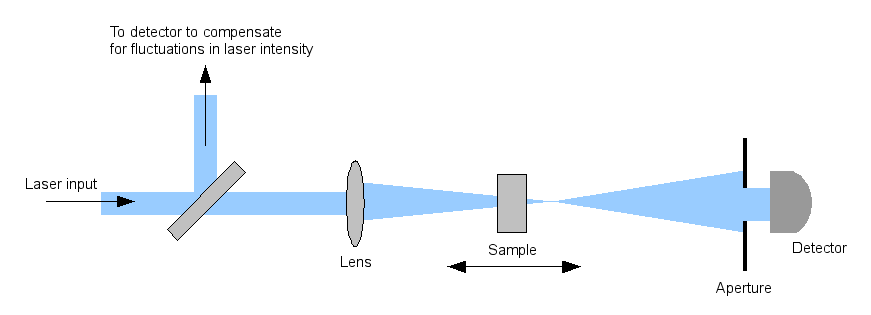 To detector to compensate
for fluctuations in laser intensity
Laser input
Lens
Sample
Detector
Aperture